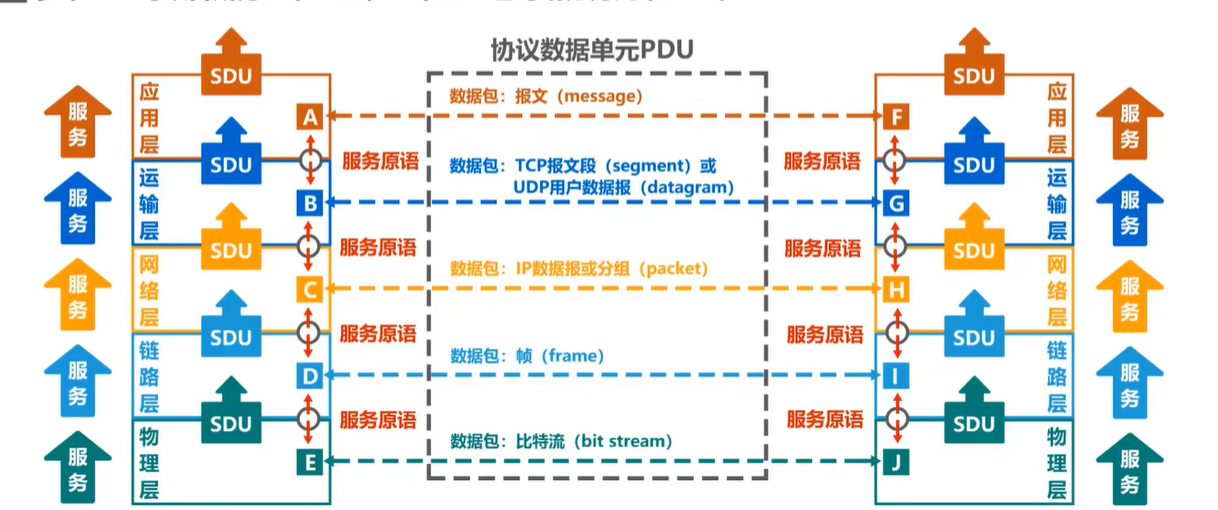 协议数据单元PDU
SDU
SDU
应用层
数据包：报文（message）
应用层
服务
A
F
服务
SDU
服务原语
数据包：TCP报文段（segment）或
UDP用户数据报（datagram）
服务原语
SDU
服务
运输层
B
G
运输层
服务
SDU
服务原语
服务原语
SDU
服务
网络层
数据包：IP数据报或分组（packet）
网络层
服务
C
H
SDU
服务原语
服务原语
SDU
服务
链路层
数据包：帧（frame）
链路层
服务
D
I
SDU
服务原语
服务原语
SDU
服务
物理层
数据包：比特流（bit stream）
物理层
服务
E
J